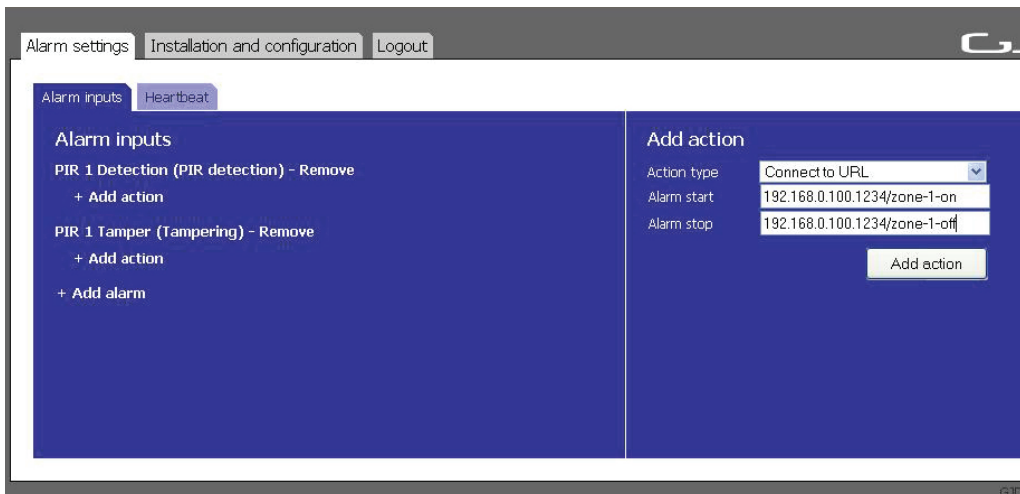 Alarm settings Installation and configuration Logout
Alarm inputs Heartbeat
Alarm inputs
PIR 1 Detection (PIR detection) - Remove
+ Add action
PIR 1 Tamper (Tampering) - Remove
+ Add action
+ Add alarm
Add action
Action type Connect to URL
Alarm start 192.168.0.100.1234/zone-1-on
Alarm stop 192.168.0.100.1234/zone-1-off
Add action